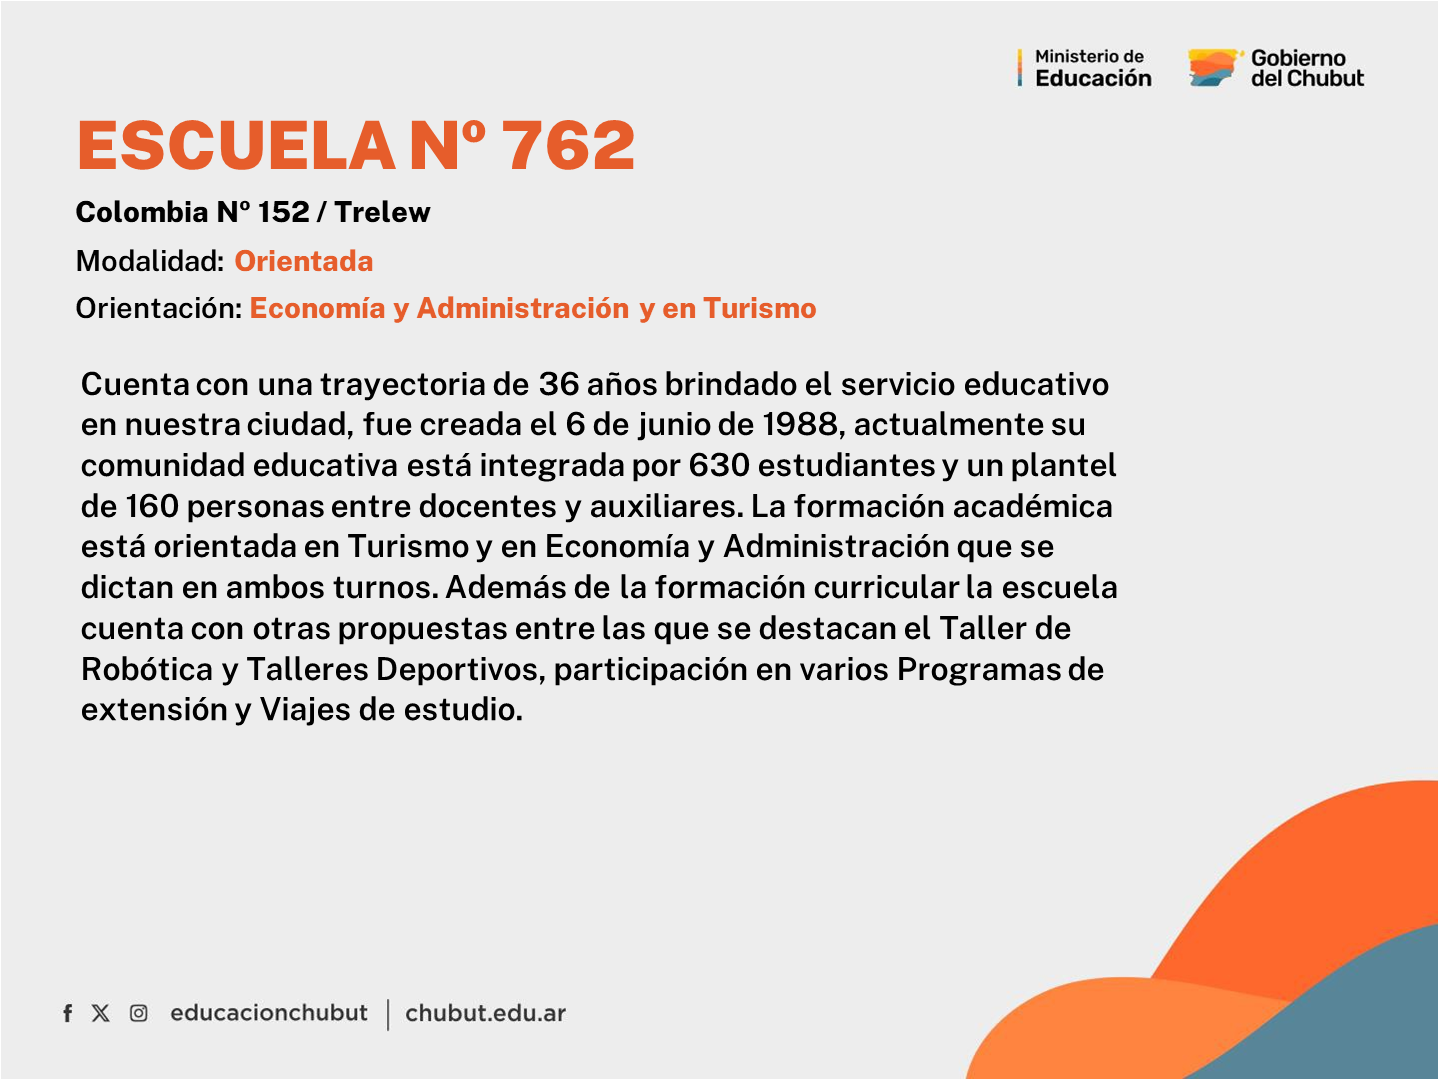 Ministerio de
Educación
Gobierno
del Chubut
ESCUELA Nº 762
Colombia Nº 152 / Trelew
Modalidad: Orientada
Orientación: Economía y Administración y en Turismo
Cuenta con una trayectoria de 36 años brindado el servicio educativo
en nuestra ciudad, fue creada el 6 de junio de 1988, actualmente su
comunidad educativa está integrada por 630 estudiantes y un plantel
de 160 personas entre docentes y auxiliares. La formación académica
está orientada en Turismo y en Economía y Administración que se
dictan en ambos turnos. Además de la formación curricular la escuela
cuenta con otras propuestas entre las que se destacan el Taller de
Robótica y Talleres Deportivos, participación en varios Programas de
extensión y Viajes de estudio.
educacionchubut | chubut.edu.ar